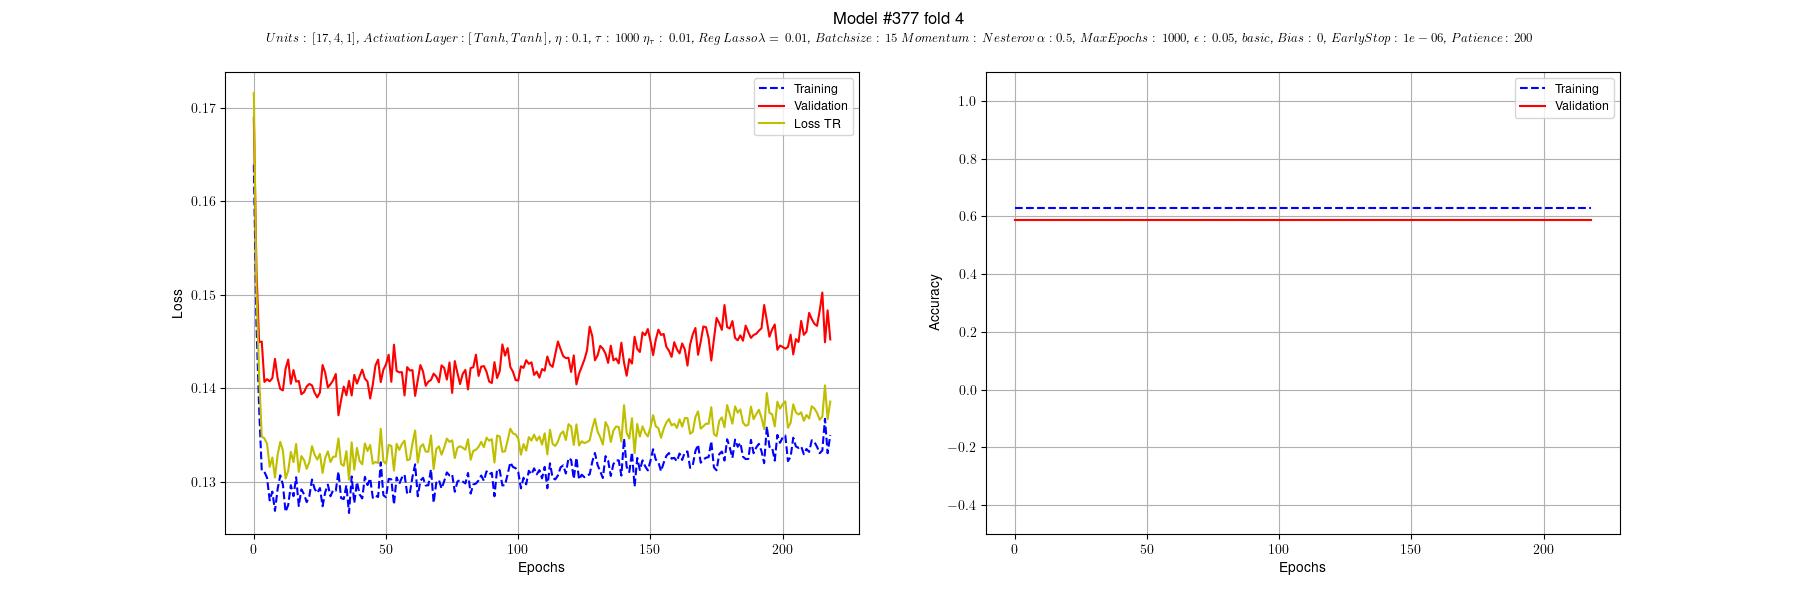 Model #377 fold 4
Units : [17, 4, 1], ActivationLayer : [Tanh, Tanh], η : 0.1, τ : 1000 ητ : 0.01, Reg Lassoλ = 0.01, Batchsize : 15 Momentum : Nesterov α : 0.5, MaxEpochs : 1000, ϵ : 0.05, basic, Bias : 0, EarlyStop : 1e − 06, Patience : 200
Training
Validation
Loss TR
0.17
0.16
0.15
0.14
0.13
Loss
0 50 100 150 200
Epochs
Training
Validation
1.0
0.8
0.6
0.4
0.2
0.0
−0.2
−0.4
Accuracy
0 50 100 150 200
Epochs